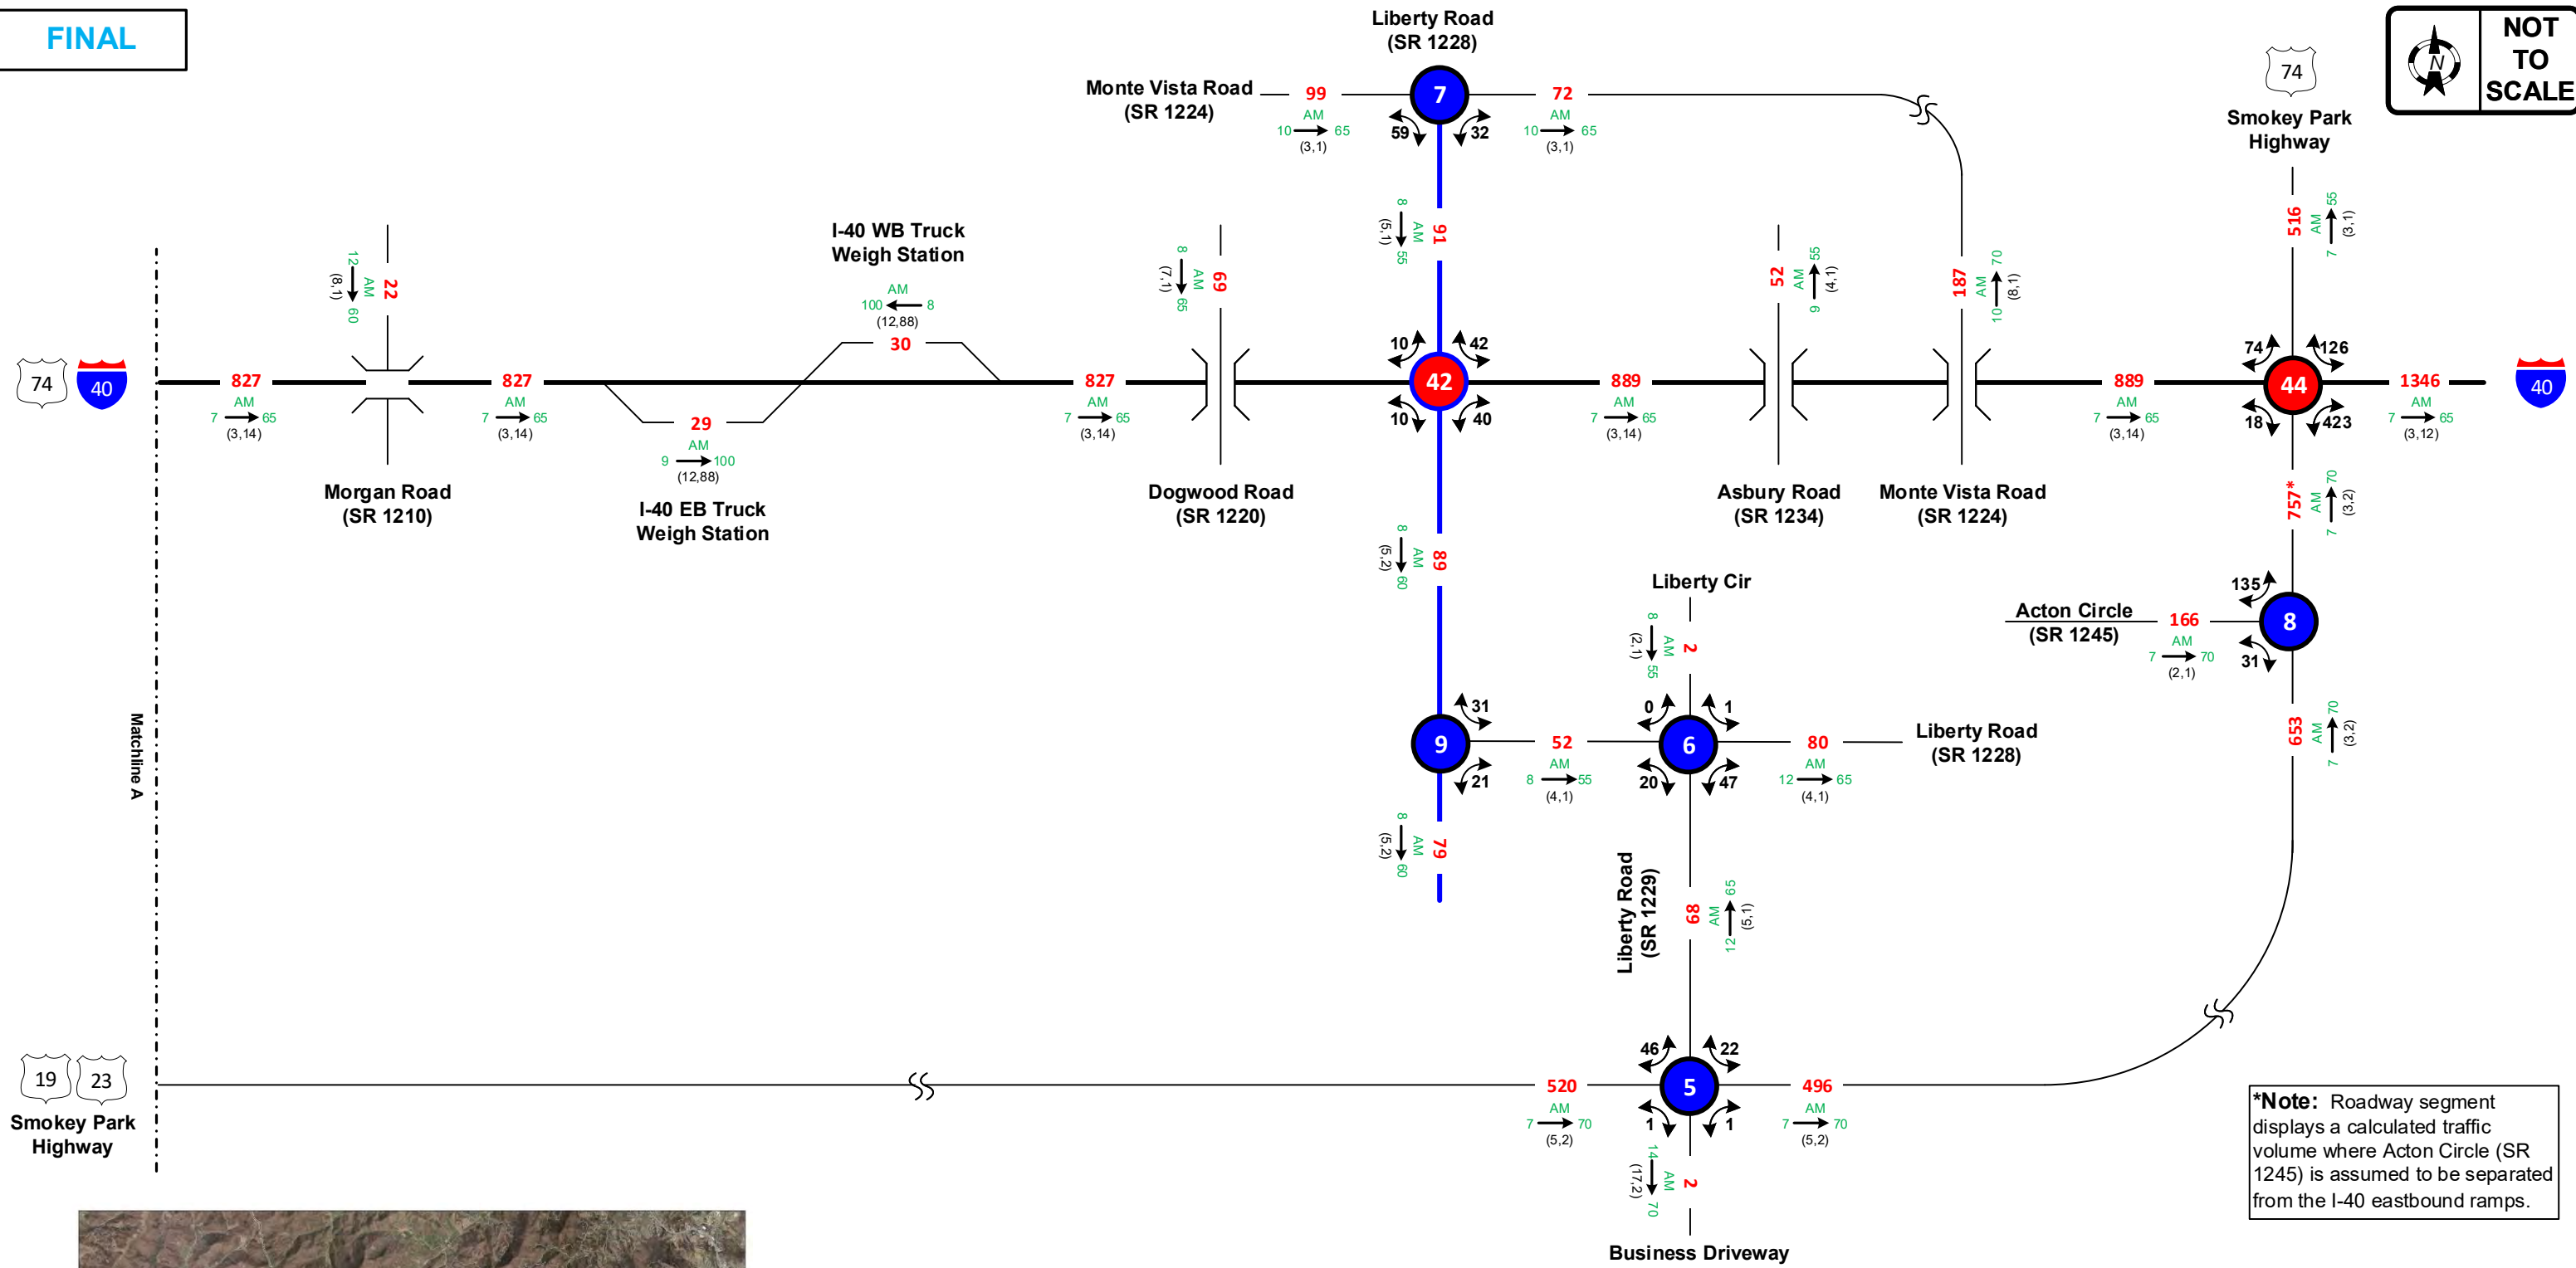 FINAL
Liberty Road
(SR 1228)
NOT
TO
SCALE
N
74
Smokey Park
Highway
Monte Vista Road
(SR 1224)
99
AM
10 65
(3,1)
7
72
AM
10 65
(3,1)
59
32
91
AM
8 55
(5,1)
516
AM
7 55
(3,1)
I-40 WB Truck
Weigh Station
AM
100 8
(12,88)
30
22
AM
12 60
(8,1)
69
AM
8 65
(7,1)
52
AM
9 55
(4,1)
187
AM
10 70
(8,1)
74
40
827
AM
7 65
(3,14)
827
AM
7 65
(3,14)
29
AM
9 100
(12,88)
I-40 EB Truck
Weigh Station
827
AM
7 65
(3,14)
10
42
42
10
40
889
AM
7 65
(3,14)
889
AM
7 65
(3,14)
74
126
44
18
423
1346
AM
7 65
(3,12)
40
Morgan Road
(SR 1210)
Dogwood Road
(SR 1220)
Asbury Road
(SR 1234)
Monte Vista Road
(SR 1224)
757*
AM
7 70
(3,2)
89
AM
8 60
(5,2)
Liberty Cir
2
AM
8 55
(2,1)
Acton Circle
(SR 1245)
166
AM
7 70
(2,1)
135
8
31
653
AM
7 70
(3,2)
Matchline A
9
31
21
52
AM
8 55
(4,1)
0
1
6
20
47
80
AM
12 65
(4,1)
Liberty Road
(SR 1228)
79
AM
8 60
(5,2)
Liberty Road
(SR 1229)
68
AM
12 65
(5,1)
19
23
Smokey Park
Highway
520
AM
7 70
(5,2)
46
22
5
1
1
496
AM
7 70
(5,2)
2
AM
14 70
(17,2)
Business Driveway
*Note: Roadway segment
displays a calculated traffic
volume where Acton Circle (SR
1245) is assumed to be separated
from the I-40 eastbound ramps.